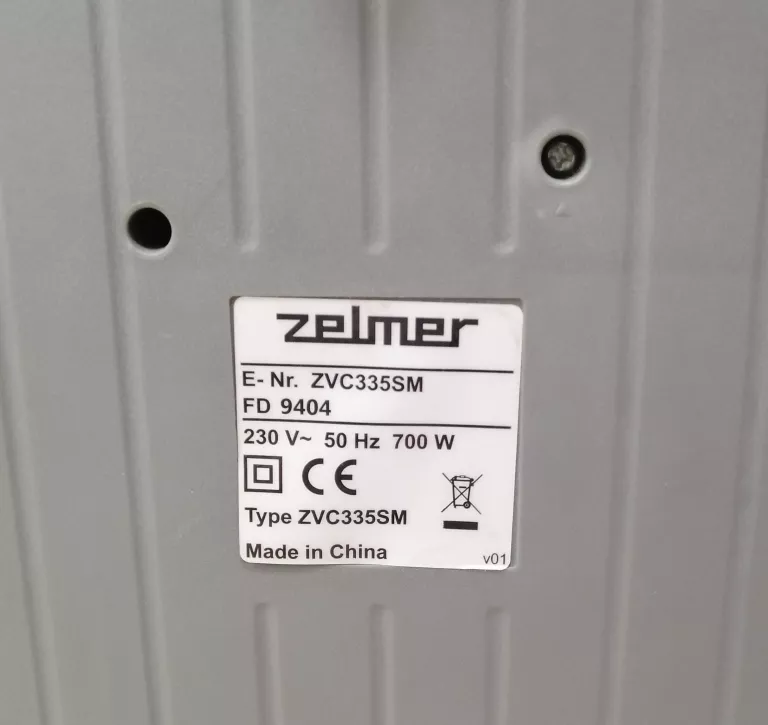 zelmer
E- Nr. ZVC335SM
FD 9404
230 V~ 50 Hz 700 W
CE
Type ZVC335SM
Made in China
v01